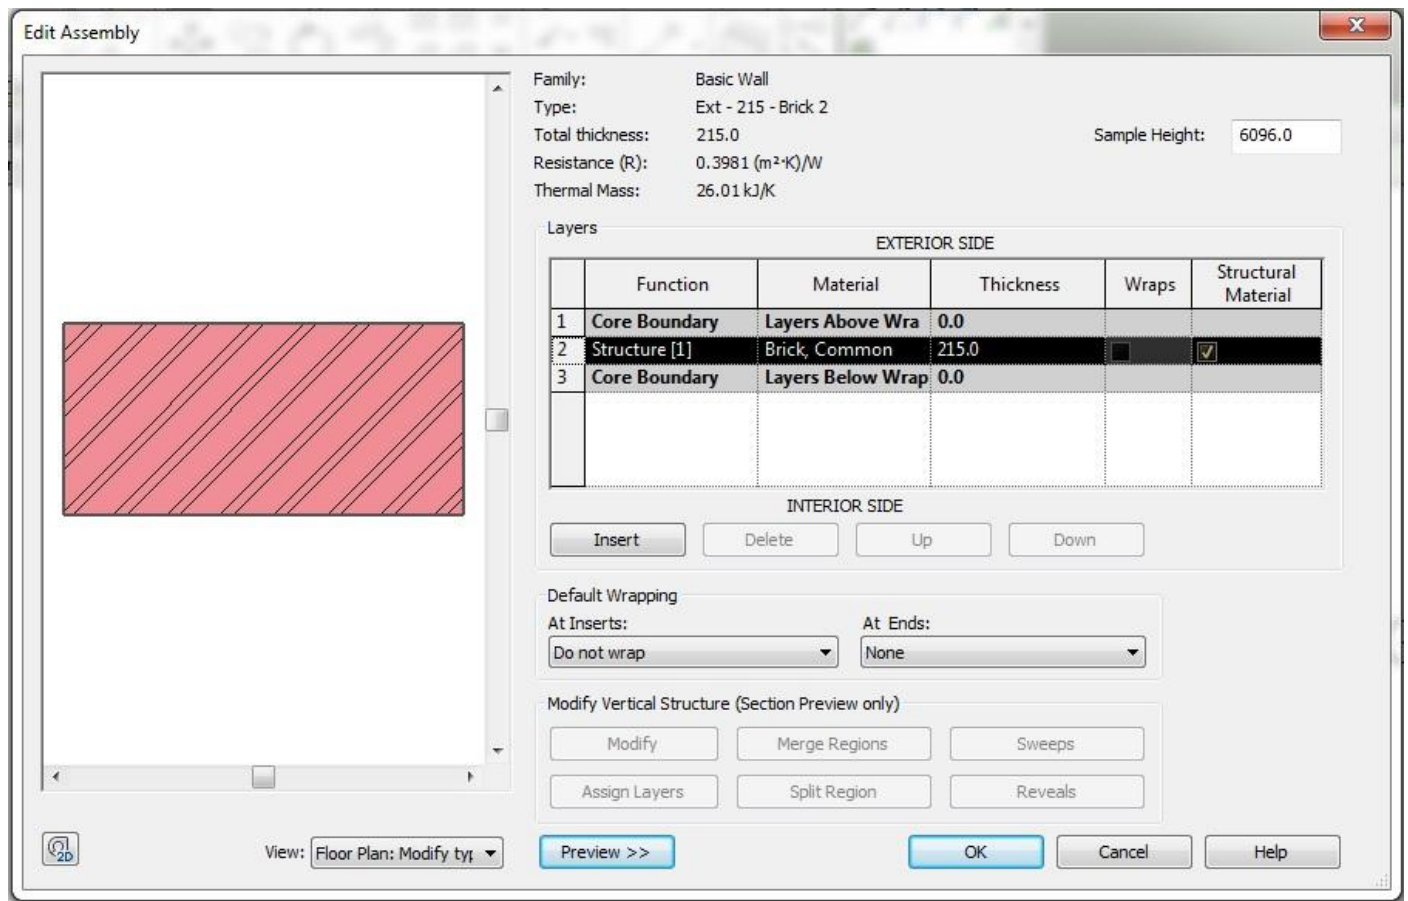 Edit Assembly
Family: Basic Wall
Type: Ext - 215 - Brick 2
Total thickness: 215.0 Sample Height: 6096.0
Resistance (R): 0.3981 (m²·K)/W
Thermal Mass: 26.01 kJ/K
Layers
EXTERIOR SIDE
Function Material Thickness Wraps Structural Material
1 Core Boundary Layers Above Wra 0.0
2 Structure [1] Brick, Common 215.0
3 Core Boundary Layers Below Wrap 0.0
INTERIOR SIDE
Insert Delete Up Down
Default Wrapping
At Inserts: At Ends:
Do not wrap None
Modify Vertical Structure (Section Preview only)
Modify Merge Regions Sweeps
Assign Layers Split Region Reveals
2D View: Floor Plan: Modify typ Preview >> OK Cancel Help